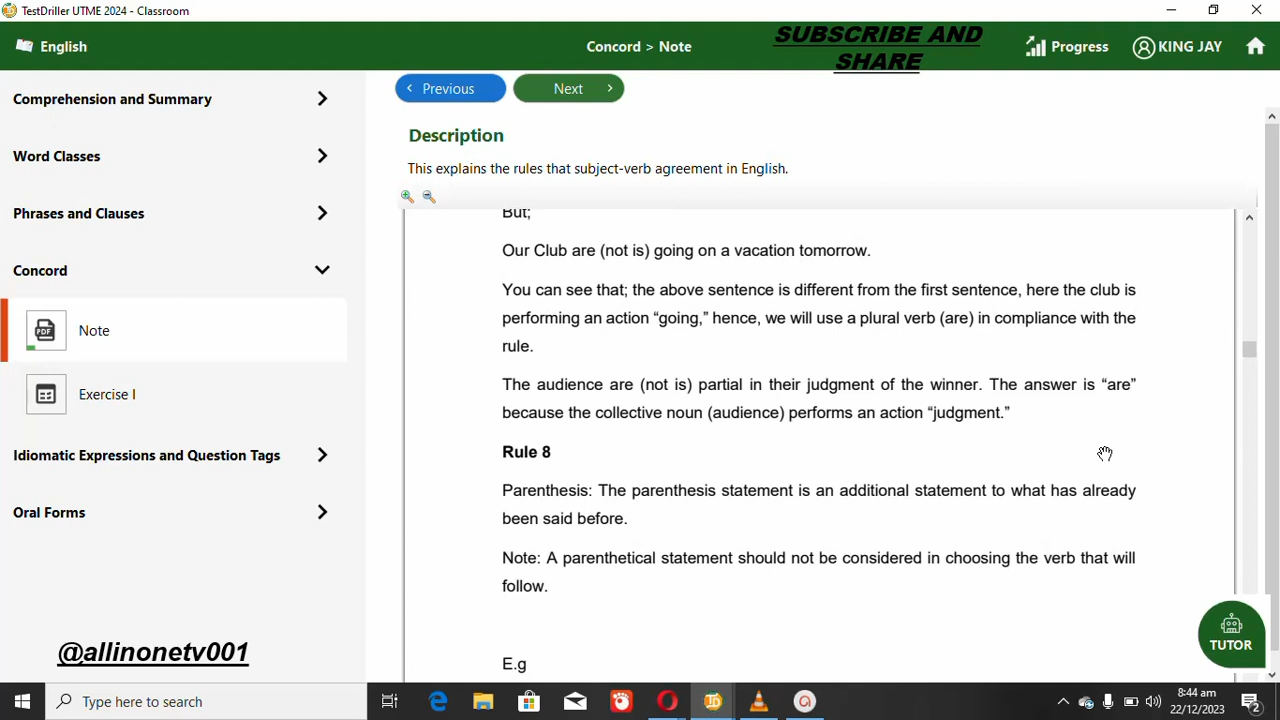 TestDriller UTME 2024 - Classroom
English
Concord > Note
SUBSCRIBE AND
SHARE
Progress
KING JAY
Comprehension and Summary
Word Classes
Phrases and Clauses
Concord
PDF
Note
Exercise I
Idiomatic Expressions and Question Tags
Oral Forms
@allinonetv001
Previous
Next
Description
This explains the rules that subject-verb agreement in English.
But;
Our Club are (not is) going on a vacation tomorrow.
You can see that; the above sentence is different from the first sentence, here the club is
performing an action “going,” hence, we will use a plural verb (are) in compliance with the
rule.
The audience are (not is) partial in their judgment of the winner. The answer is “are”
because the collective noun (audience) performs an action “judgment.”
Rule 8
Parenthesis: The parenthesis statement is an additional statement to what has already
been said before.
Note: A parenthetical statement should not be considered in choosing the verb that will
follow.
E.g
TUTOR
Type here to search
8:44 am
22/12/2023
2